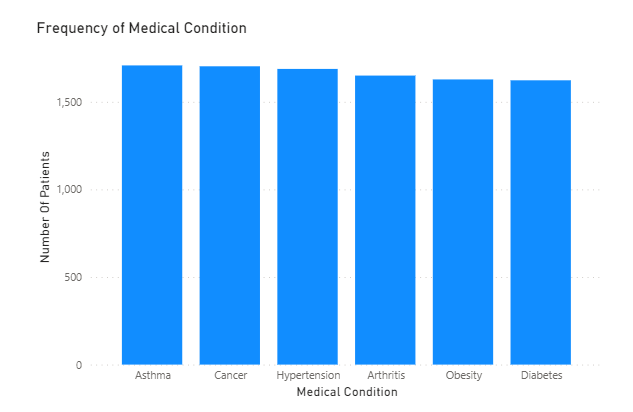 Frequency of Medical Condition
Number Of Patients
1,500
1,000
500
0
Asthma Cancer Hypertension Arthritis Obesity Diabetes
Medical Condition